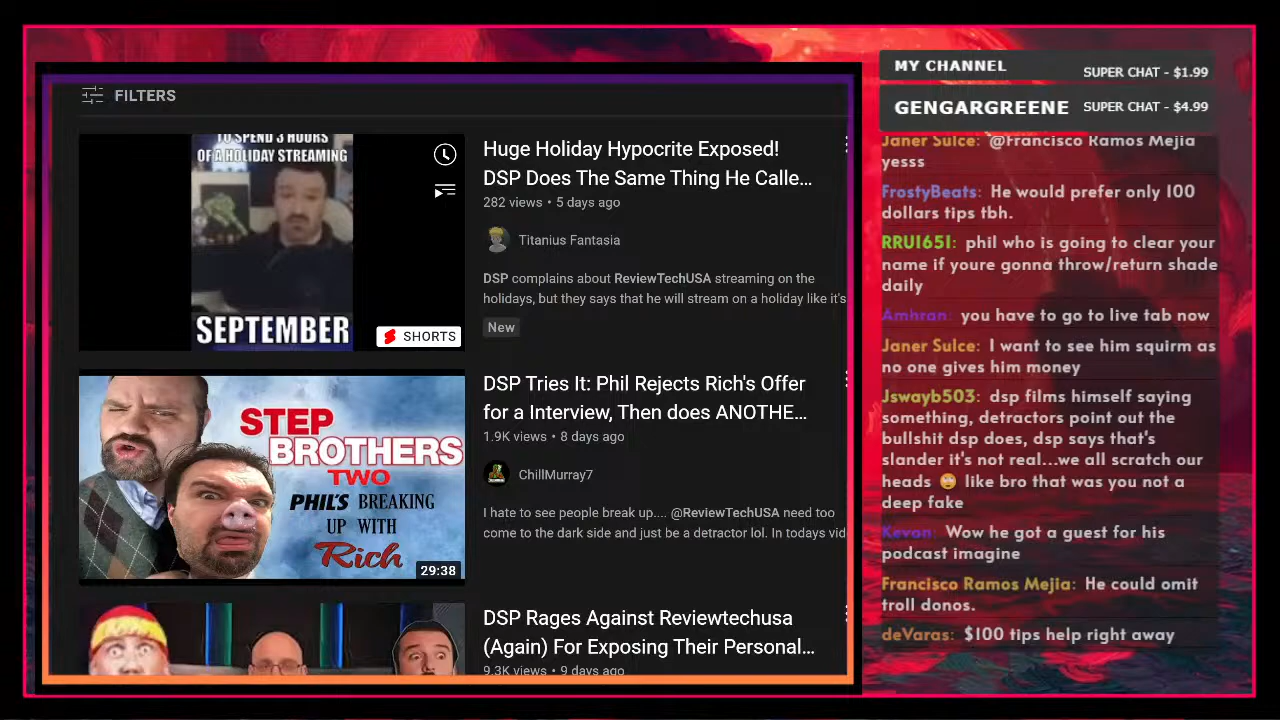 FILTERS
TO SPEND 3 HOURS
OF A HOLIDAY STREAMING
SEPTEMBER
SHORTS
Huge Holiday Hypocrite Exposed!
DSP Does The Same Thing He Calle...
282 views • 5 days ago
Titanius Fantasia
DSP complains about ReviewTechUSA streaming on the
holidays, but they says that he will stream on a holiday like it's
New
STEP
BROTHERS
TWO
PHIL'S BREAKING
UP WITH
Rich
29:38
DSP Tries It: Phil Rejects Rich's Offer
for a Interview, Then does ANOTHE...
1.9K views • 8 days ago
ChillMurray7
I hate to see people break up.... @ReviewTechUSA need too
come to the dark side and just be a detractor lol. In todays vid
DSP Rages Against Reviewtechusa
(Again) For Exposing Their Personal...
9.3K views • 9 days ago
MY CHANNEL SUPER CHAT - $1.99
GENGARGREENE SUPER CHAT - $4.99
Janer Sulce: @Francisco Ramos Mejia
yesss
FrostyBeats: He would prefer only 100
dollars tips tbh.
RRU1651: phil who is going to clear your
name if youre gonna throw/return shade
daily
Amhran: you have to go to live tab now
Janer Sulce: I want to see him squirm as
no one gives him money
Jswayb503: dsp films himself saying
something, detractors point out the
bullshit dsp does, dsp says that's
slander it's not real...we all scratch our
heads 🙄 like bro that was you not a
deep fake
Kevon: Wow he got a guest for his
podcast imagine
Francisco Ramos Mejia: He could omit
troll donos.
deVaras: $100 tips help right away